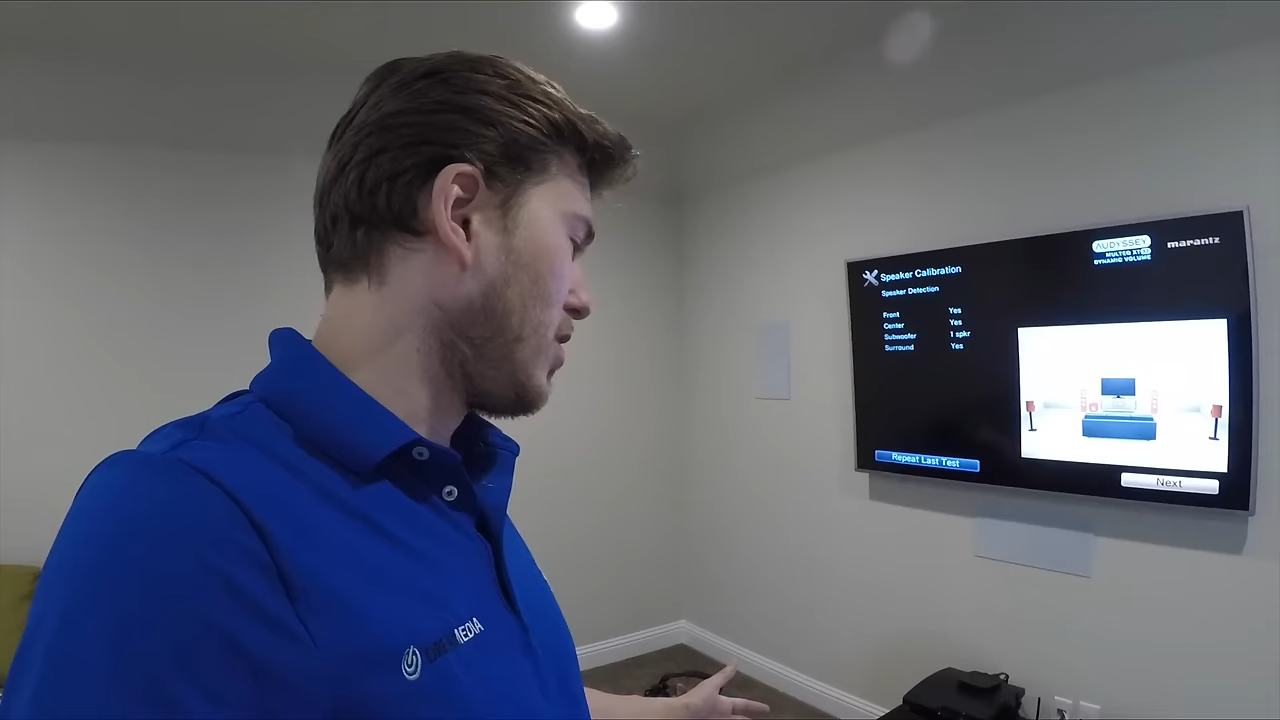 AUDYSSEY
MULTEQ XT32
DYNAMIC VOLUME
marantz
Speaker Calibration
Speaker Detection
Front Yes
Center Yes
Subwoofer 1 spkr
Surround Yes
Repeat Last Test
Next
MEDIA